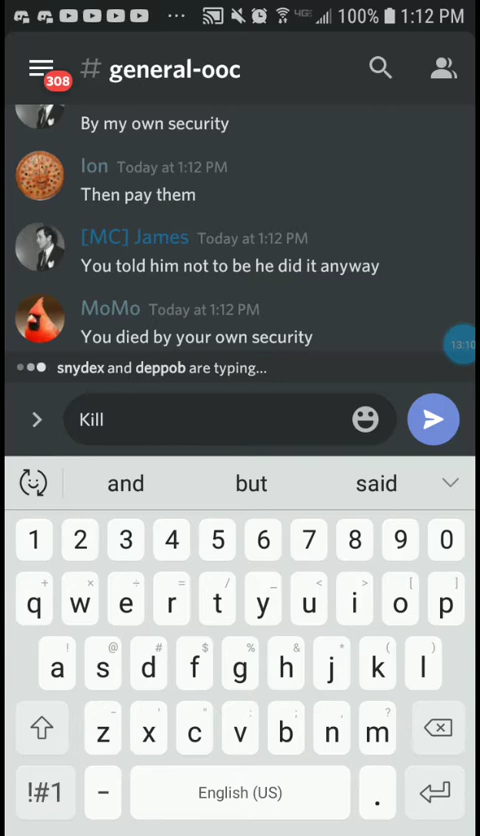 4G 100% 1:12 PM
308
# general-ooc
By my own security
Ion Today at 1:12 PM
Then pay them
[MC] James Today at 1:12 PM
You told him not to be he did it anyway
MoMo Today at 1:12 PM
You died by your own security
13:10
snydex and deppob are typing...
Kill
and but said
1 2 3 4 5 6 7 8 9 0
+ × ÷ = / _ < > [ ]
q w e r t y u i o p
! @ # $ % ^ & * ( )
a s d f g h j k l
- ' " : ; , ?
z x c v b n m
!#1 - English (US) .